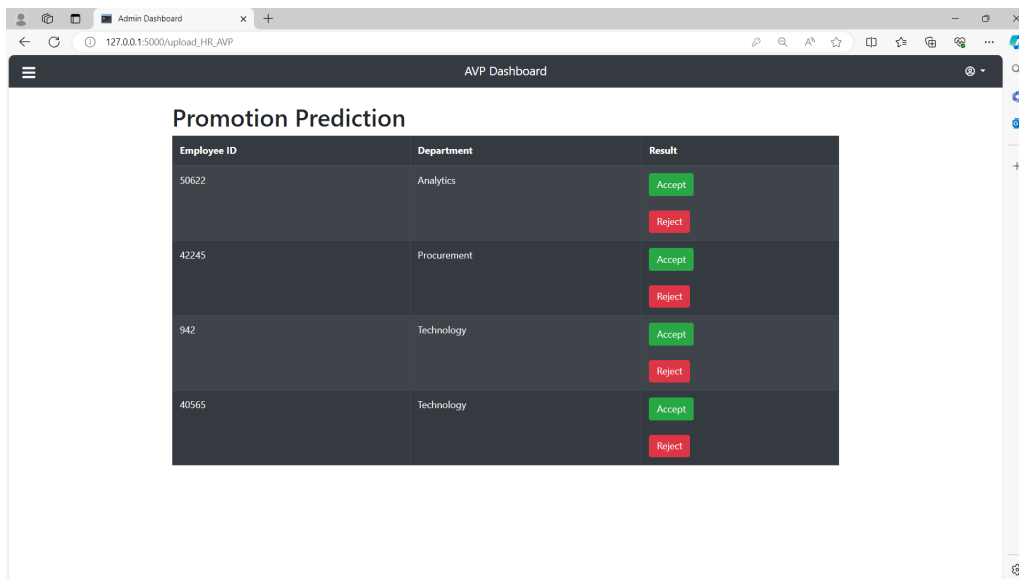 Admin Dashboard
127.0.0.1:5000/upload_HR_AVP
AVP Dashboard
Promotion Prediction
Employee ID Department Result
50622 Analytics Accept
Reject
42245 Procurement Accept
Reject
942 Technology Accept
Reject
40565 Technology Accept
Reject